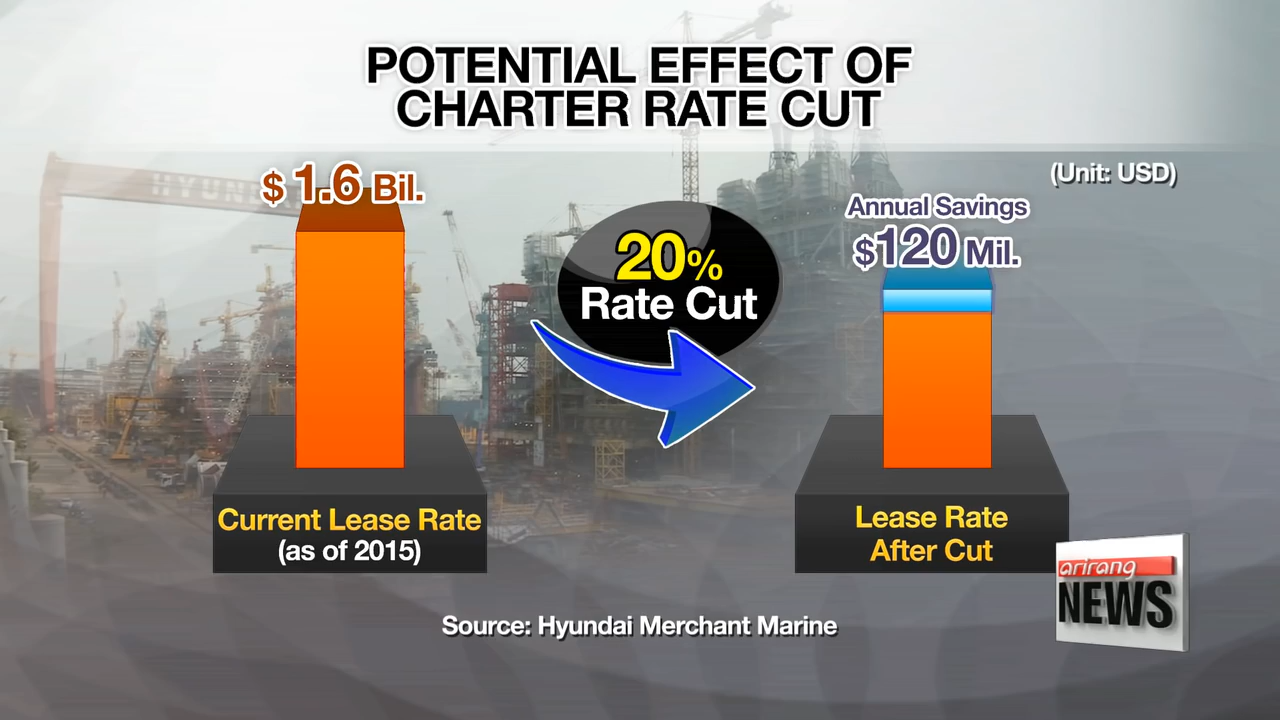 POTENTIAL EFFECT OF
CHARTER RATE CUT
(Unit: USD)
$ 1.6 Bil.
20%
Rate Cut
Annual Savings
$120 Mil.
Current Lease Rate
(as of 2015)
Lease Rate
After Cut
Source: Hyundai Merchant Marine
arirang
NEWS